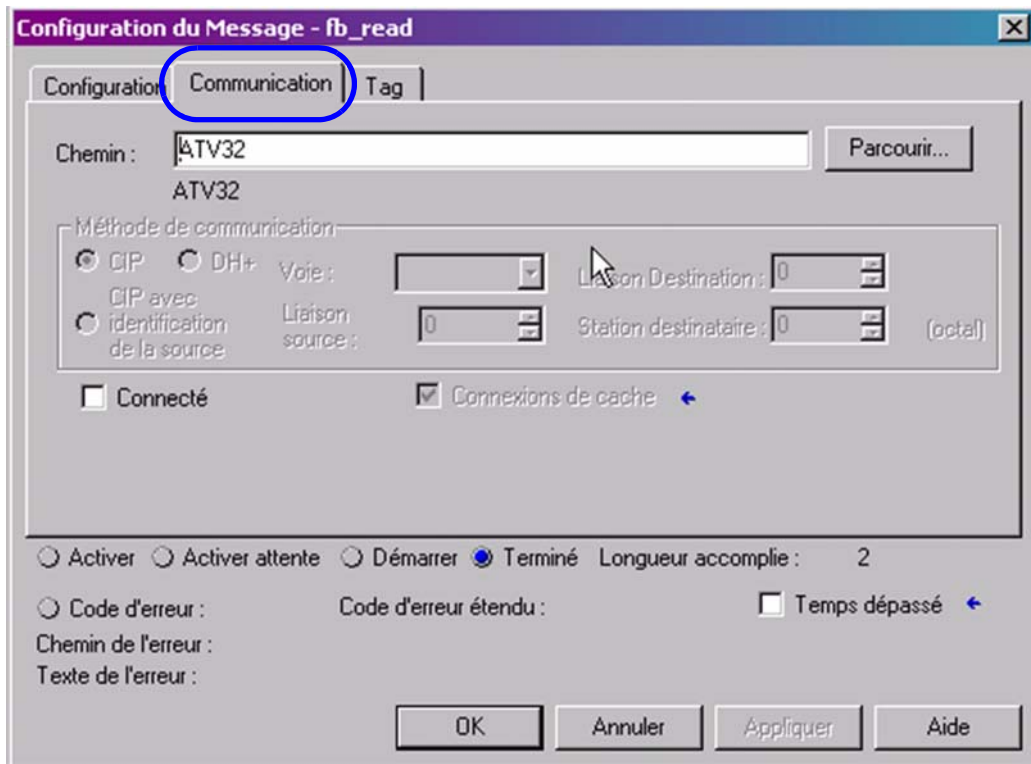 Configuration du Message - fb_read
Configuration Communication Tag
Chemin : ATV32 Parcourir...
ATV32
Méthode de communication
CIP DH+ Voie : Liaison Destination : 0
CIP avec identification de la source Liaison source : 0 Station destinataire : 0 (octal)
Connecté Connexions de cache
Activer Activer attente Démarrer Terminé Longueur accomplie : 2
Code d'erreur : Code d'erreur étendu : Temps dépassé
Chemin de l'erreur :
Texte de l'erreur :
OK Annuler Appliquer Aide